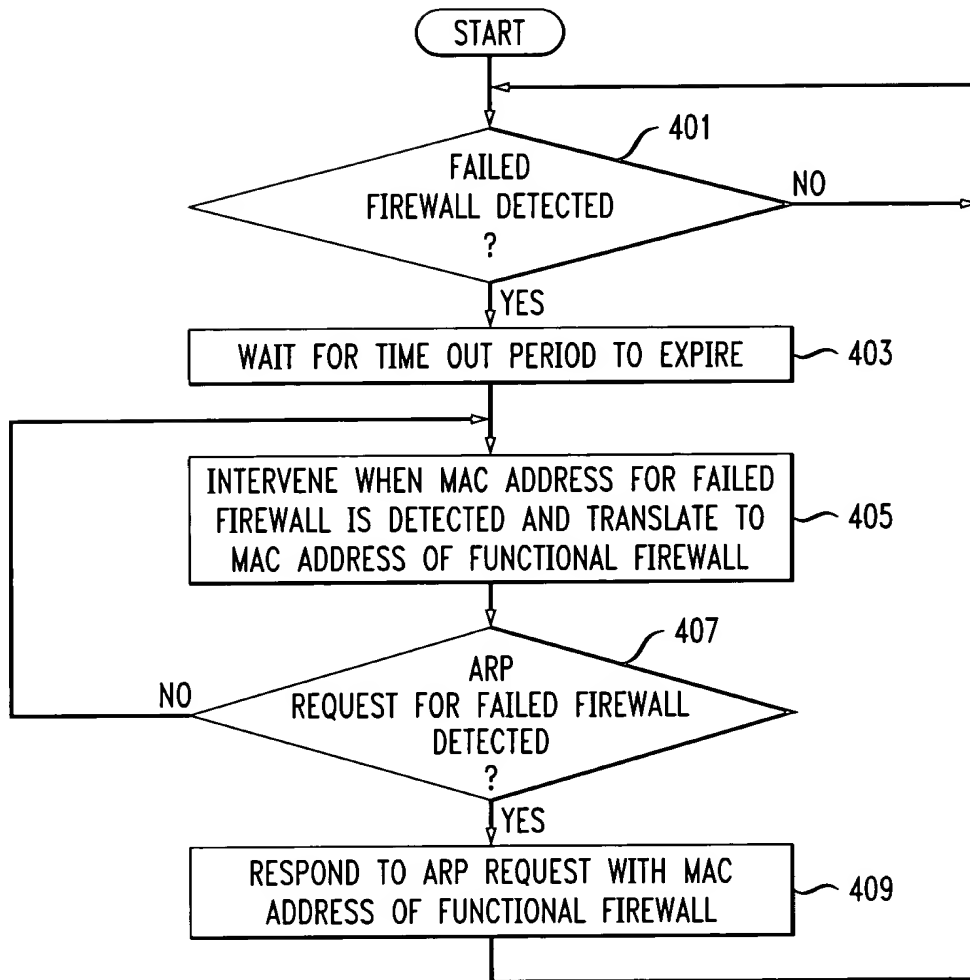 START
401
FAILED
FIREWALL DETECTED
?
NO
YES
WAIT FOR TIME OUT PERIOD TO EXPIRE
403
INTERVENE WHEN MAC ADDRESS FOR FAILED
FIREWALL IS DETECTED AND TRANSLATE TO
MAC ADDRESS OF FUNCTIONAL FIREWALL
405
407
ARP
REQUEST FOR FAILED FIREWALL
DETECTED
?
NO
YES
RESPOND TO ARP REQUEST WITH MAC
ADDRESS OF FUNCTIONAL FIREWALL
409